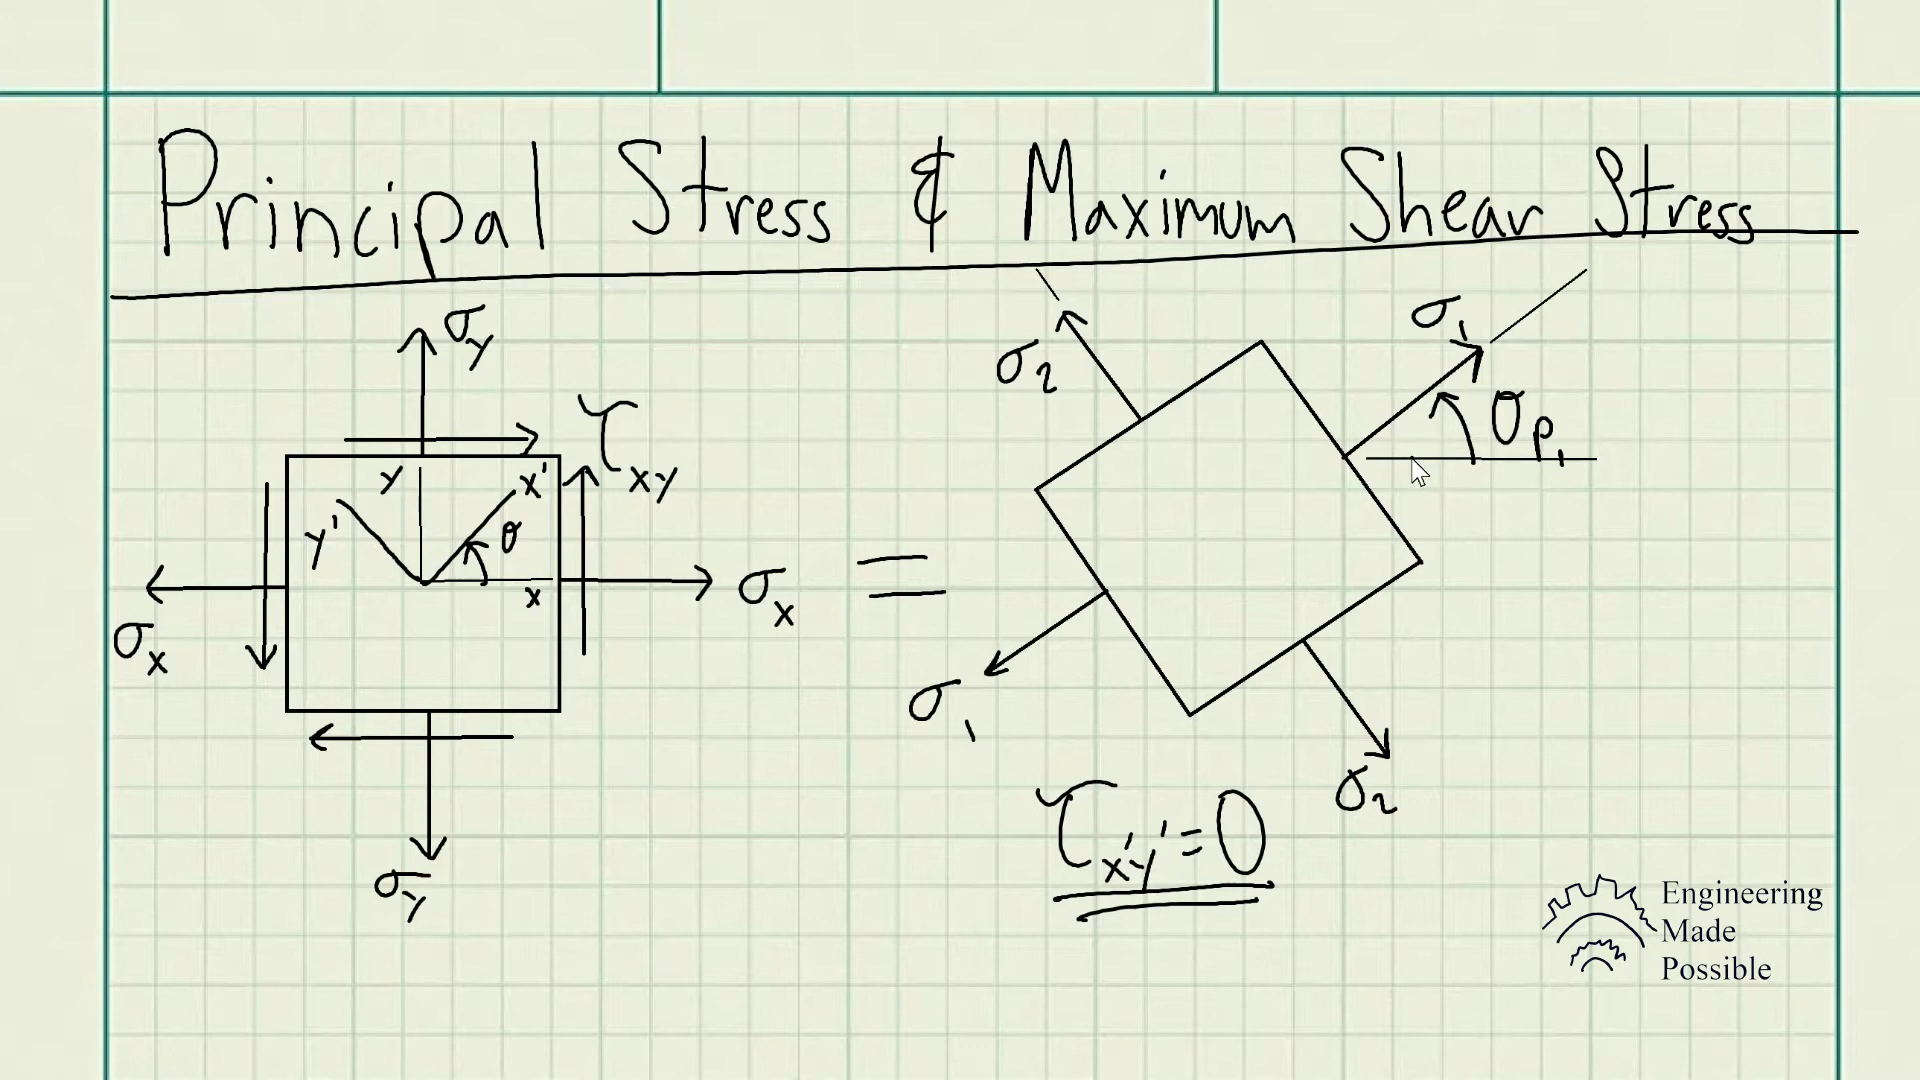 Principal Stress & Maximum Shear Stress
σy
τxy
y
x'
y'
θ
x
σx
σx
σy
=
σ2
σ1
θp1
σ1
σ2
τx'y' = 0
Engineering
Made
Possible